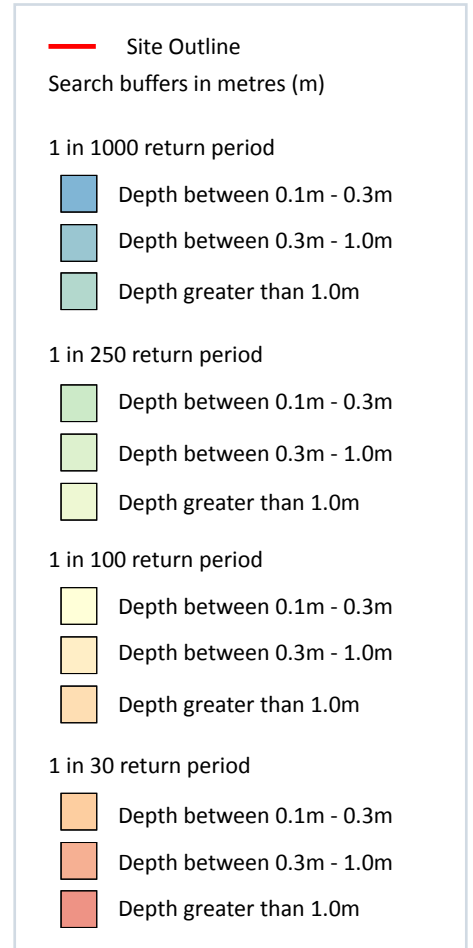 Site Outline
Search buffers in metres (m)
1 in 1000 return period
Depth between 0.1m - 0.3m
Depth between 0.3m - 1.0m
Depth greater than 1.0m
1 in 250 return period
Depth between 0.1m - 0.3m
Depth between 0.3m - 1.0m
Depth greater than 1.0m
1 in 100 return period
Depth between 0.1m - 0.3m
Depth between 0.3m - 1.0m
Depth greater than 1.0m
1 in 30 return period
Depth between 0.1m - 0.3m
Depth between 0.3m - 1.0m
Depth greater than 1.0m